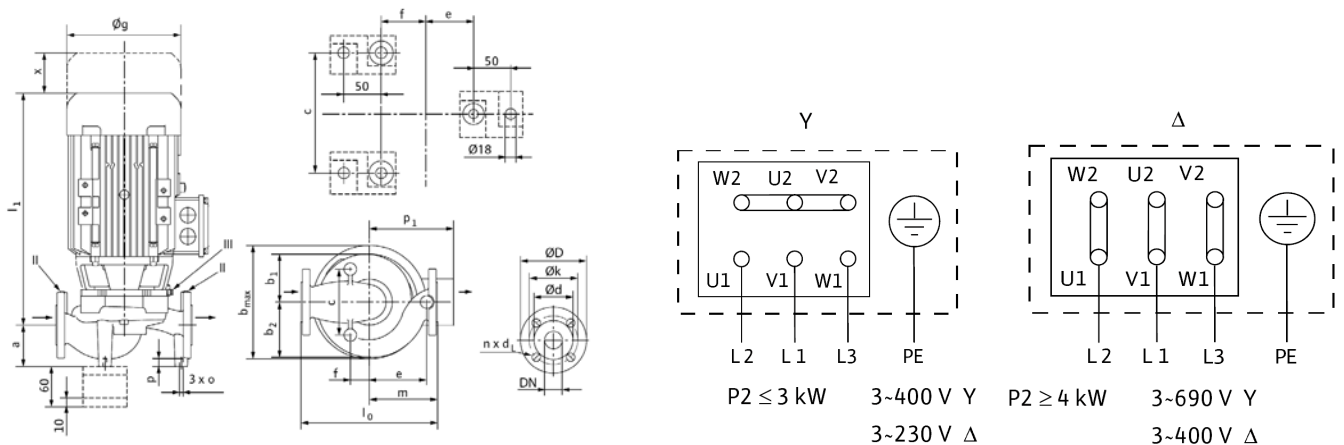 Øg
x
l1
II
III
II
a
p
3 x o
60
10
f
e
50
50
c
Ø18
p1
b1
bmax
b2
c
f
e
m
l0
ØD
Øk
Ød
n x dL
DN
Y
W2 U2 V2
U1 V1 W1
L2 L1 L3 PE
P2 ≤ 3 kW 3~400 V Y
3~230 V Δ
Δ
W2 U2 V2
U1 V1 W1
L2 L1 L3 PE
P2 ≥ 4 kW 3~690 V Y
3~400 V Δ